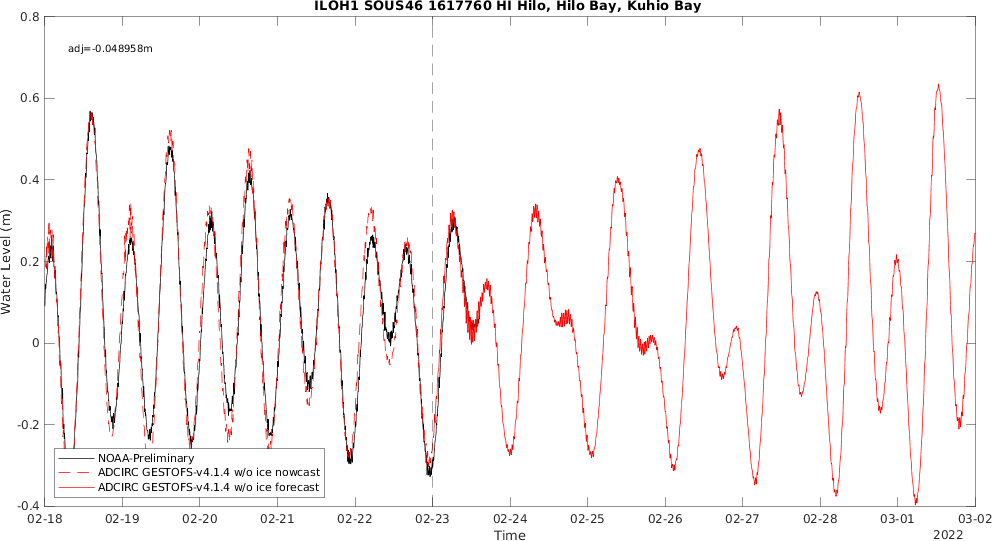 ILOH1 SOUS46 1617760 HI Hilo, Hilo Bay, Kuhio Bay
adj=-0.048958m
Water Level (m)
0.8
0.6
0.4
0.2
0
-0.2
-0.4
NOAA-Preliminary
ADCIRC GESTOFS-v4.1.4 w/o ice nowcast
ADCIRC GESTOFS-v4.1.4 w/o ice forecast
02-18 02-19 02-20 02-21 02-22 02-23 02-24 02-25 02-26 02-27 02-28 03-01 03-02
Time
2022